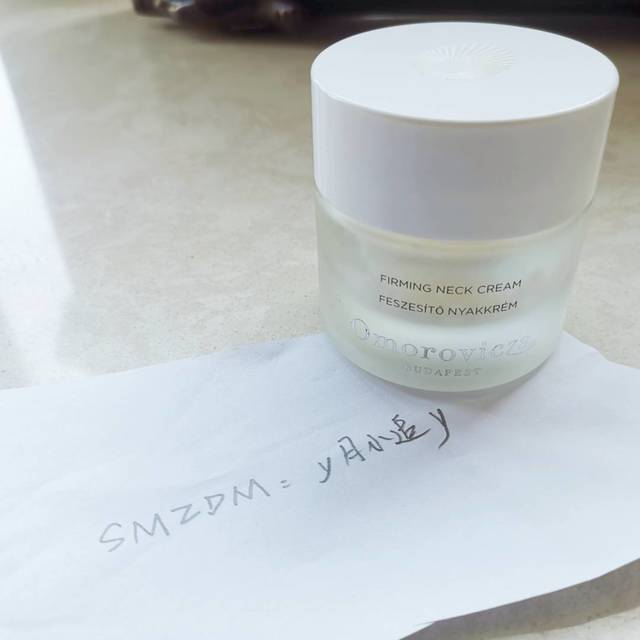 FIRMING NECK CREAM
FESZESÍTŐ NYAKKRÉM
Omorovicza
BUDAPEST
SMZDM: y月小追y